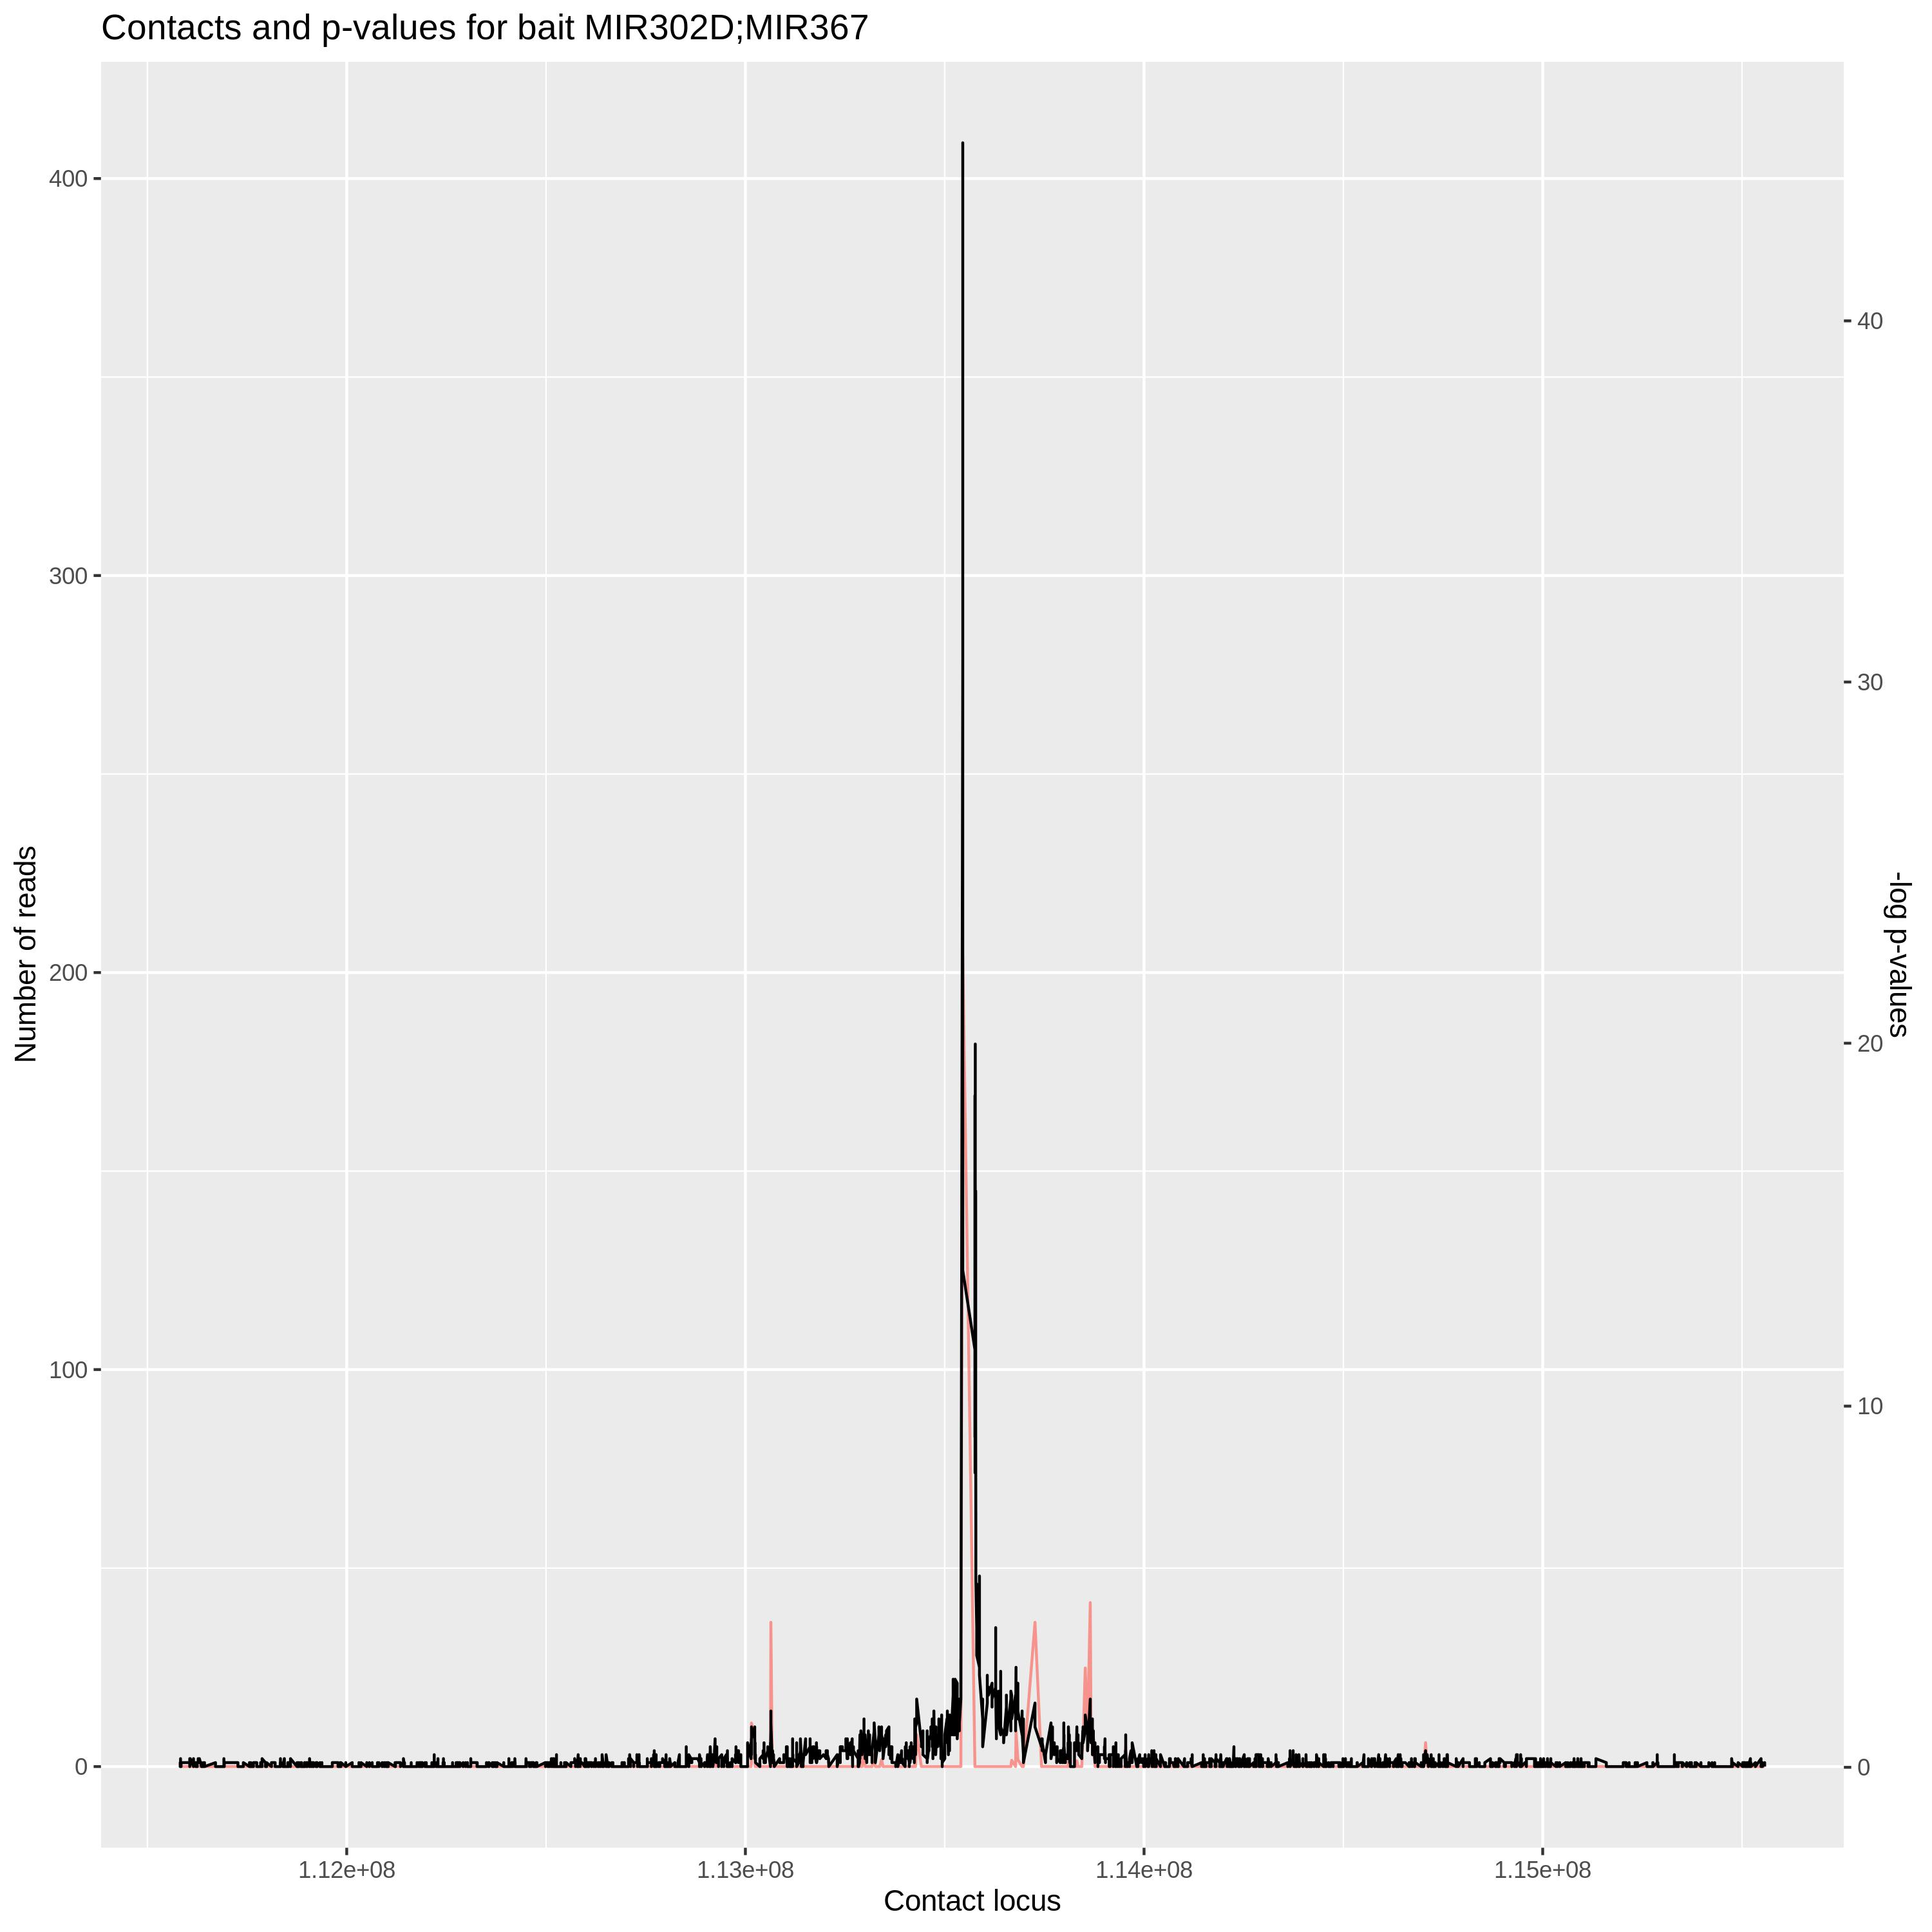 Contacts and p-values for bait MIR302D;MIR367
400
300
200
100
0
Number of reads
40
30
20
10
0
-log p-values
1.12e+08
1.13e+08
1.14e+08
1.15e+08
Contact locus